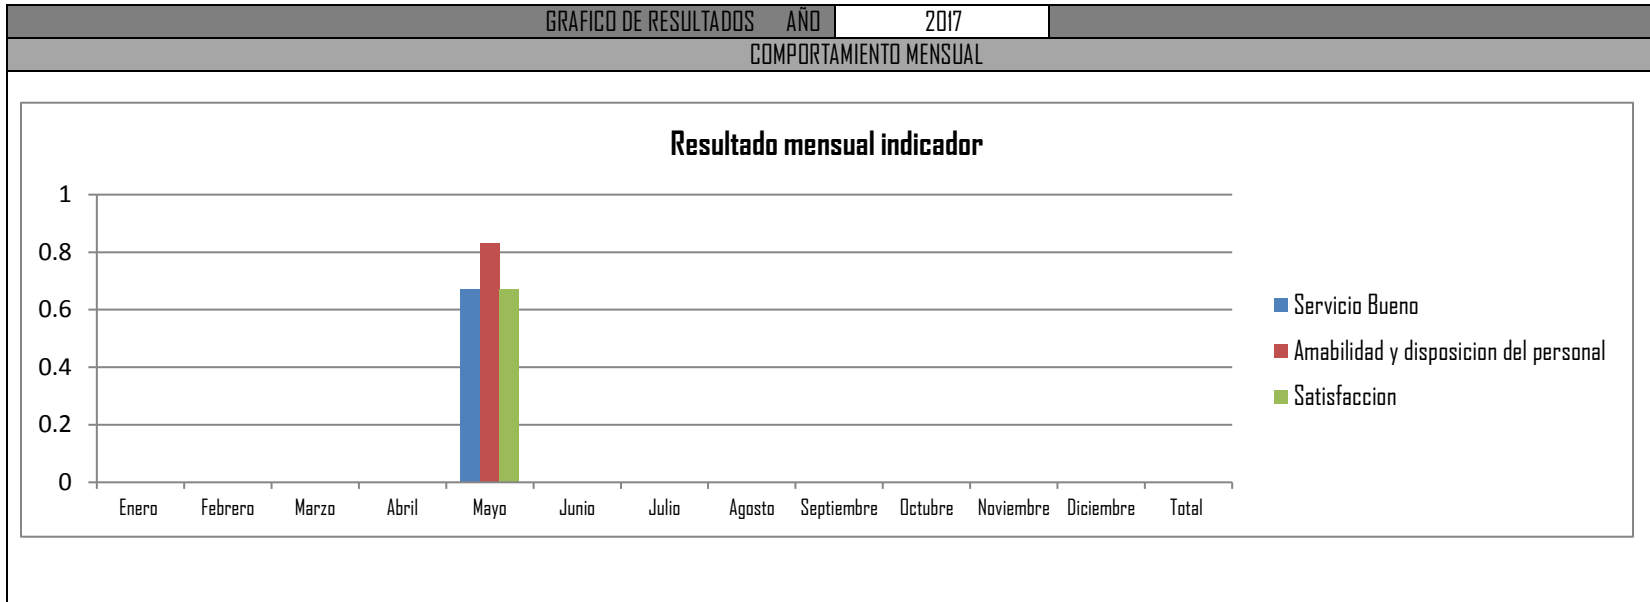 GRAFICO DE RESULTADOS AÑO 2017
COMPORTAMIENTO MENSUAL
Resultado mensual indicador
1
0.8
0.6
0.4
0.2
0
Enero Febrero Marzo Abril Mayo Junio Julio Agosto Septiembre Octubre Noviembre Diciembre Total
Servicio Bueno
Amabilidad y disposicion del personal
Satisfaccion